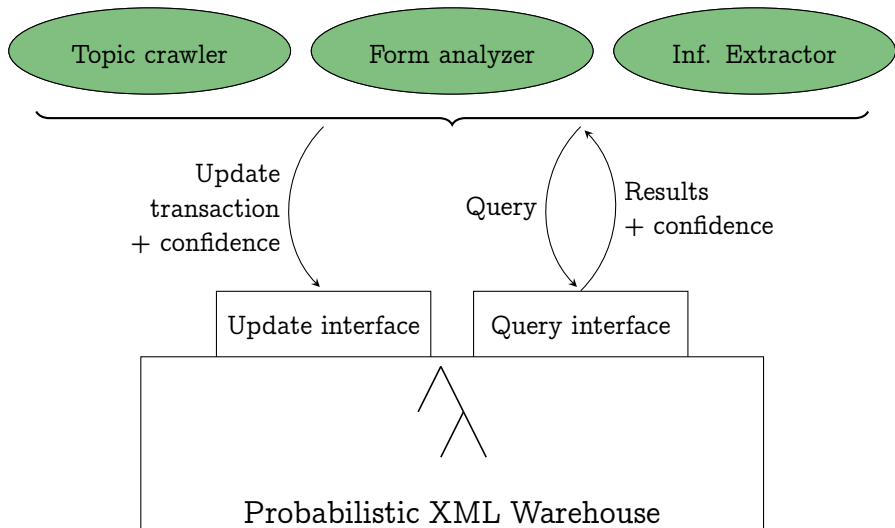 Topic crawler
Form analyzer
Inf. Extractor
Update
transaction
+ confidence
Query
Results
+ confidence
Update interface
Query interface
Probabilistic XML Warehouse